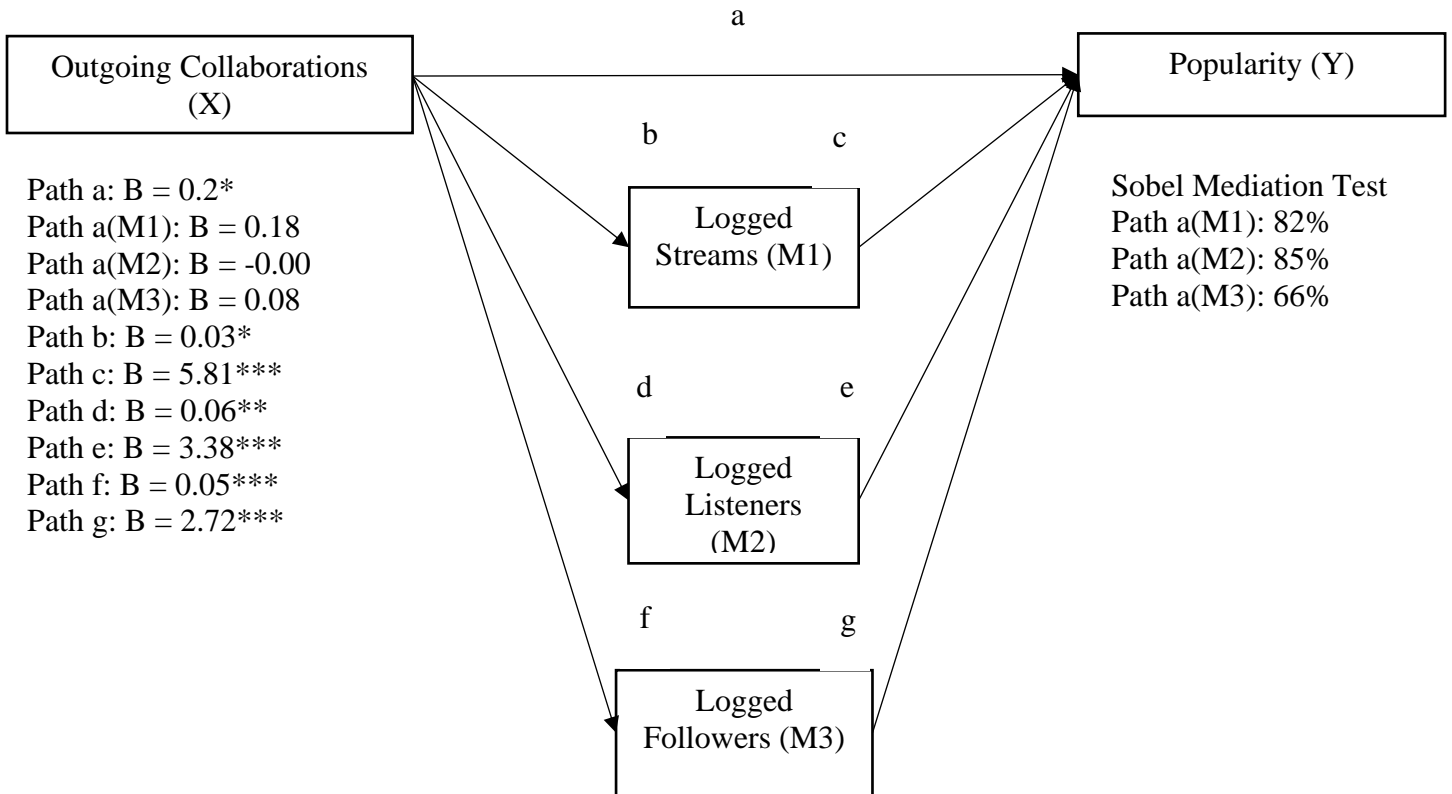 a
Outgoing Collaborations
(X)
Popularity (Y)
b
c
Path a: B = 0.2*
Path a(M1): B = 0.18
Path a(M2): B = -0.00
Path a(M3): B = 0.08
Path b: B = 0.03*
Path c: B = 5.81***
Path d: B = 0.06**
Path e: B = 3.38***
Path f: B = 0.05***
Path g: B = 2.72***
Logged
Streams (M1)
Sobel Mediation Test
Path a(M1): 82%
Path a(M2): 85%
Path a(M3): 66%
d
e
Logged
Listeners
(M2)
f
g
Logged
Followers (M3)